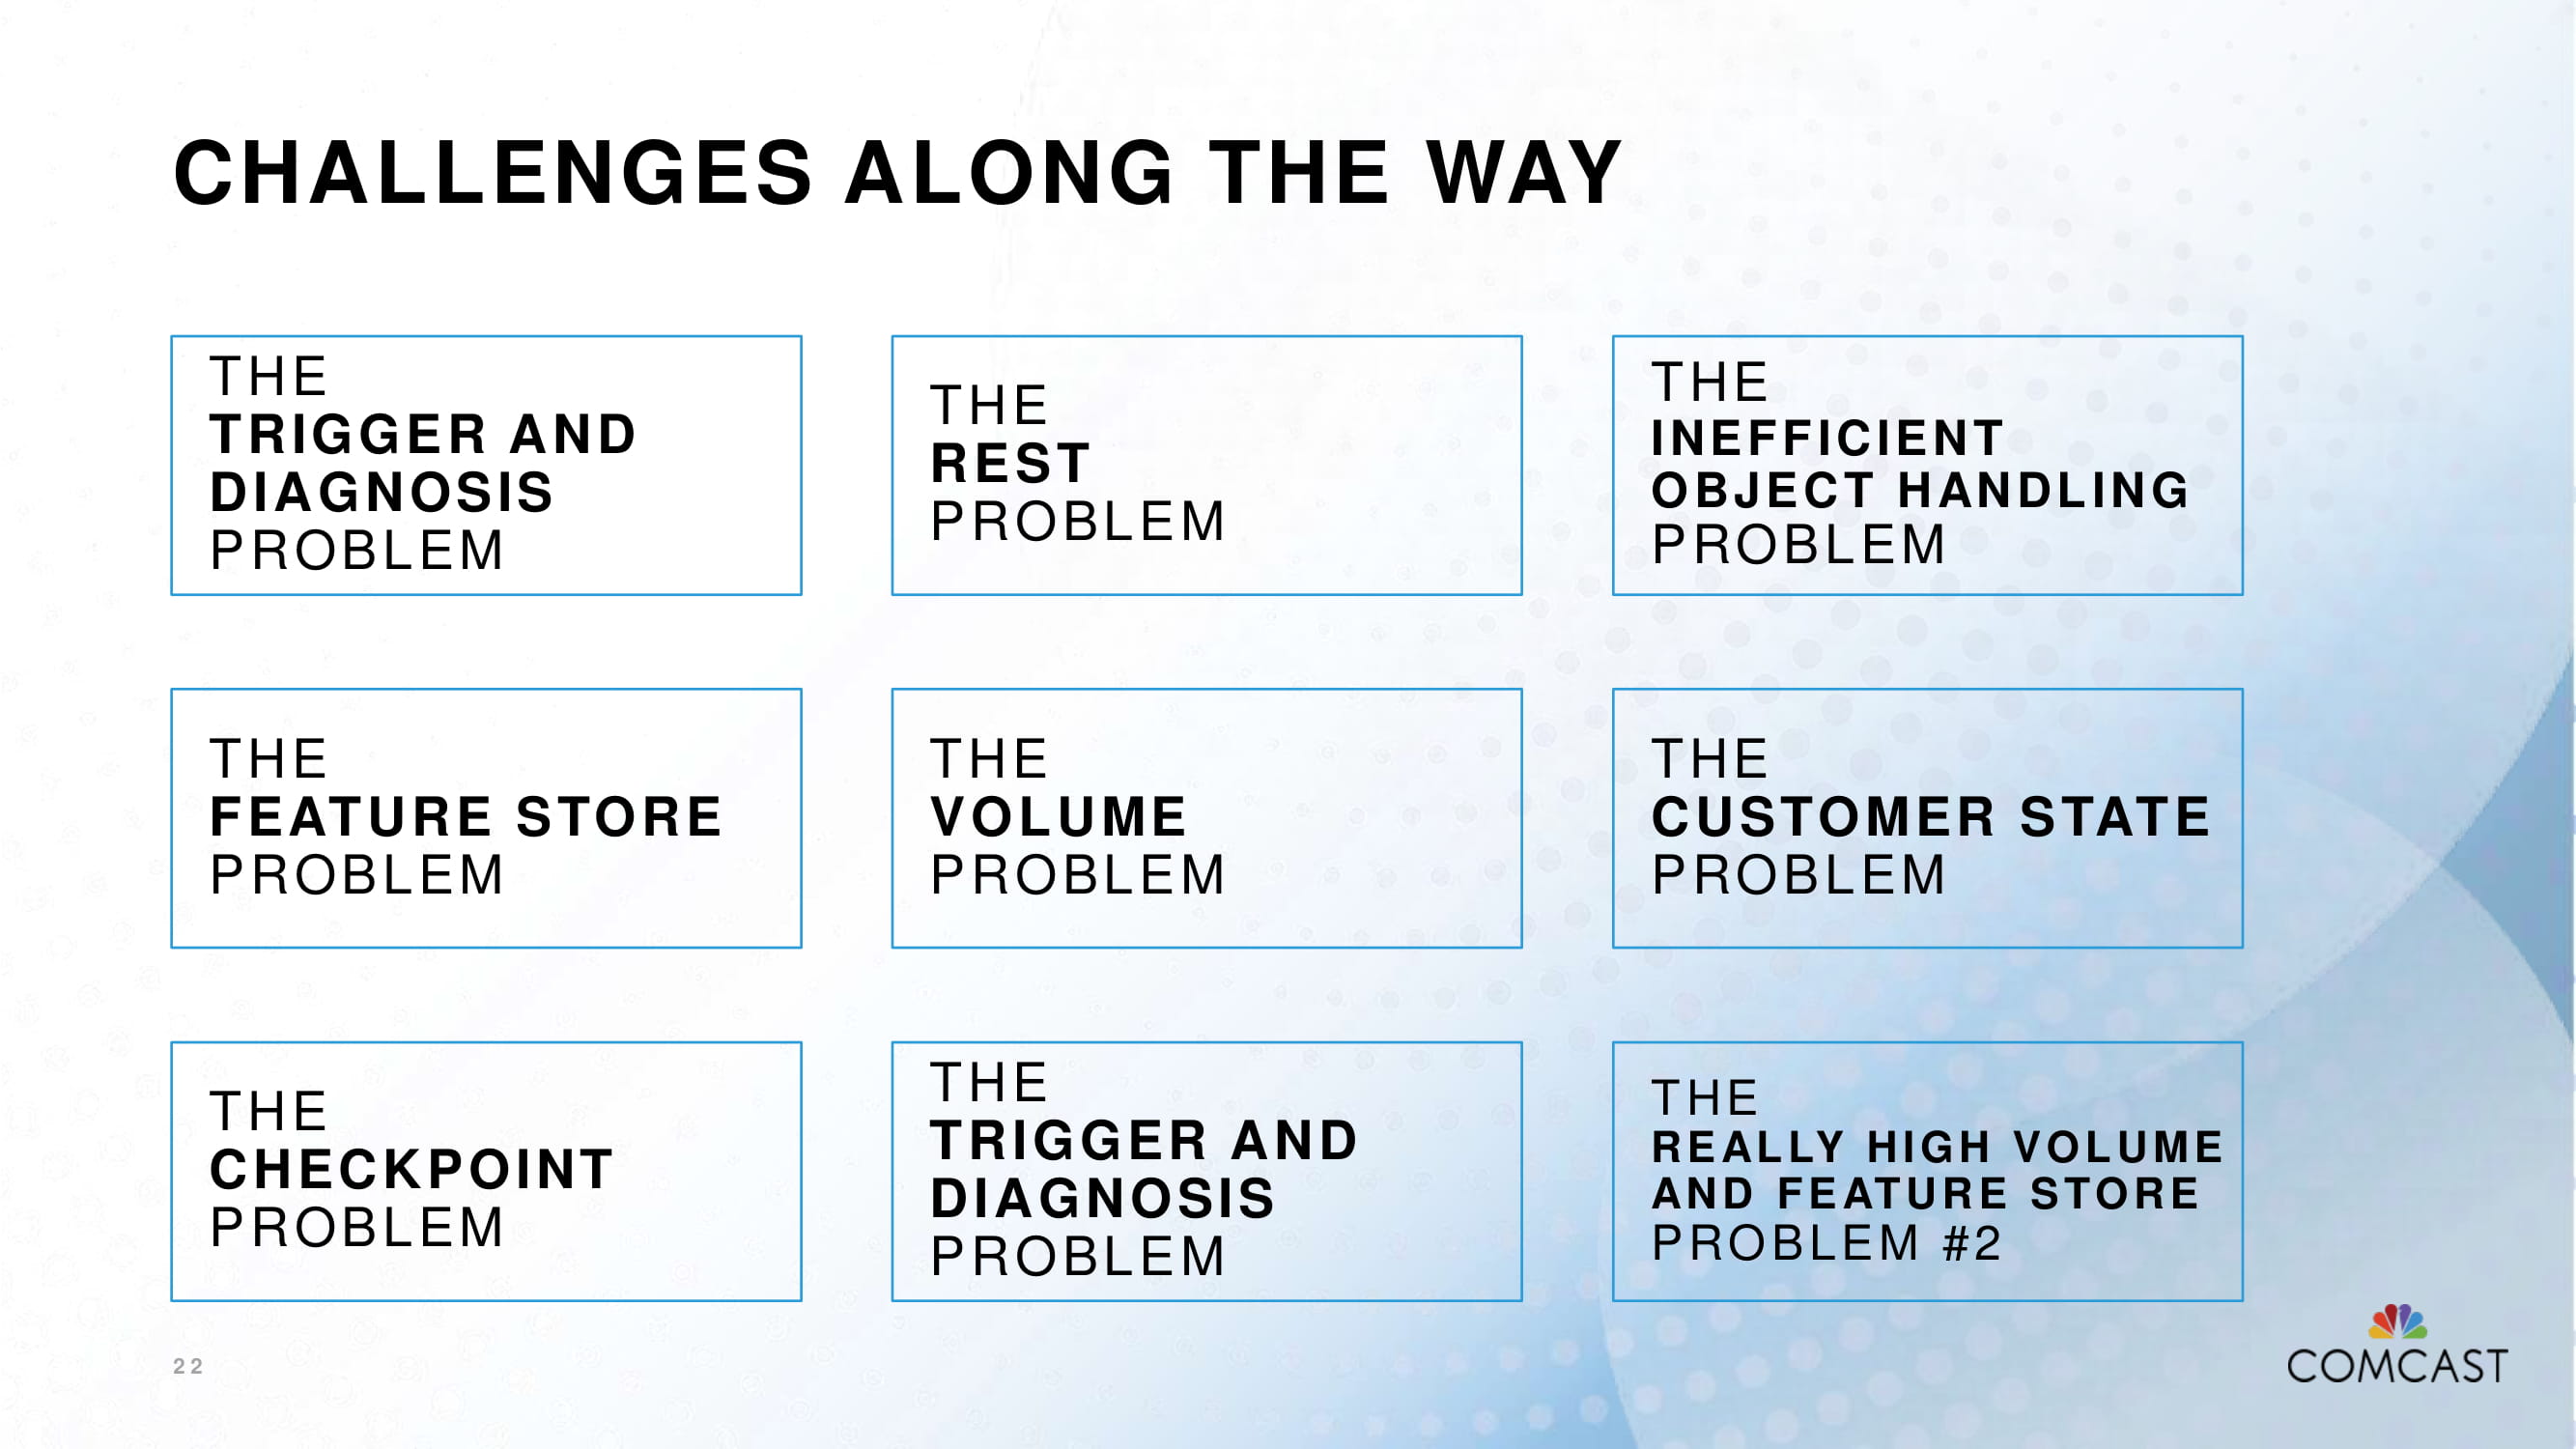 CHALLENGES ALONG THE WAY
THE
TRIGGER AND
DIAGNOSIS
PROBLEM
THE
REST
PROBLEM
THE
INEFFICIENT
OBJECT HANDLING
PROBLEM
THE
FEATURE STORE
PROBLEM
THE
VOLUME
PROBLEM
THE
CUSTOMER STATE
PROBLEM
THE
CHECKPOINT
PROBLEM
THE
TRIGGER AND
DIAGNOSIS
PROBLEM
THE
REALLY HIGH VOLUME
AND FEATURE STORE
PROBLEM #2
22
COMCAST